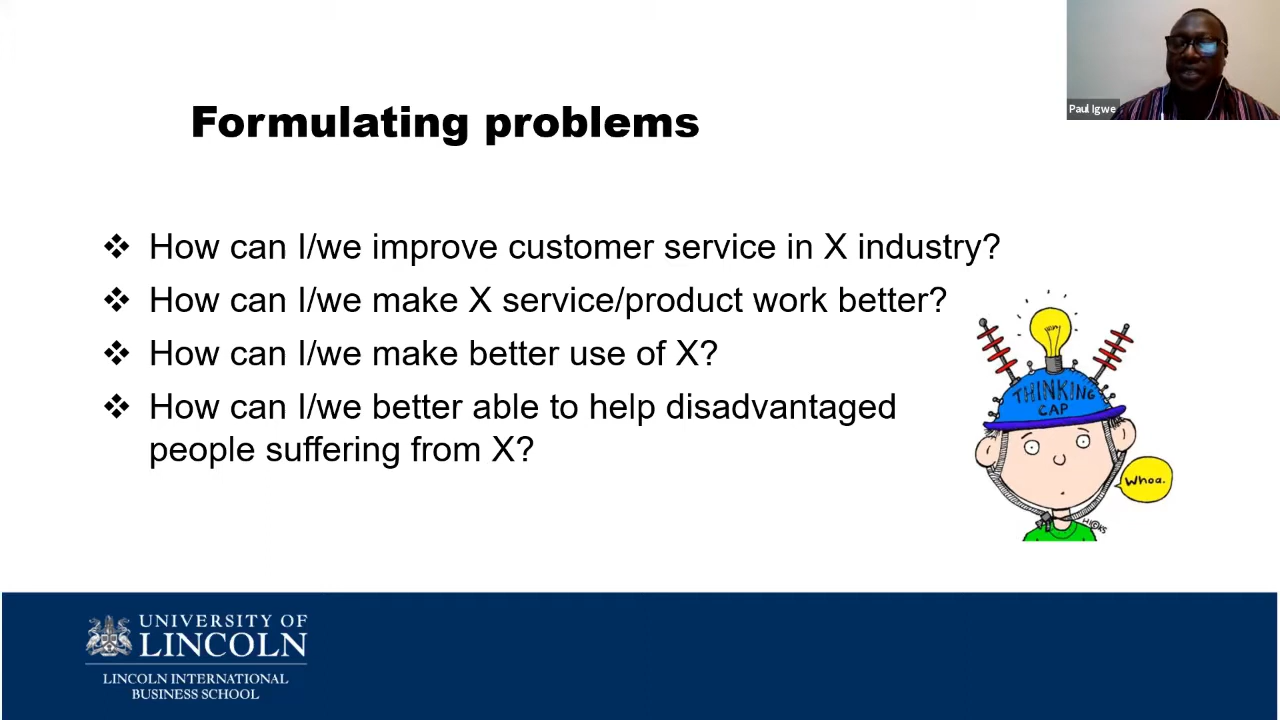 Paul Igwe
Formulating problems
❖ How can I/we improve customer service in X industry?
❖ How can I/we make X service/product work better?
❖ How can I/we make better use of X?
❖ How can I/we better able to help disadvantaged
people suffering from X?
THINKING
CAP
Whoa.
WICKS
UNIVERSITY OF
LINCOLN
LINCOLN INTERNATIONAL
BUSINESS SCHOOL